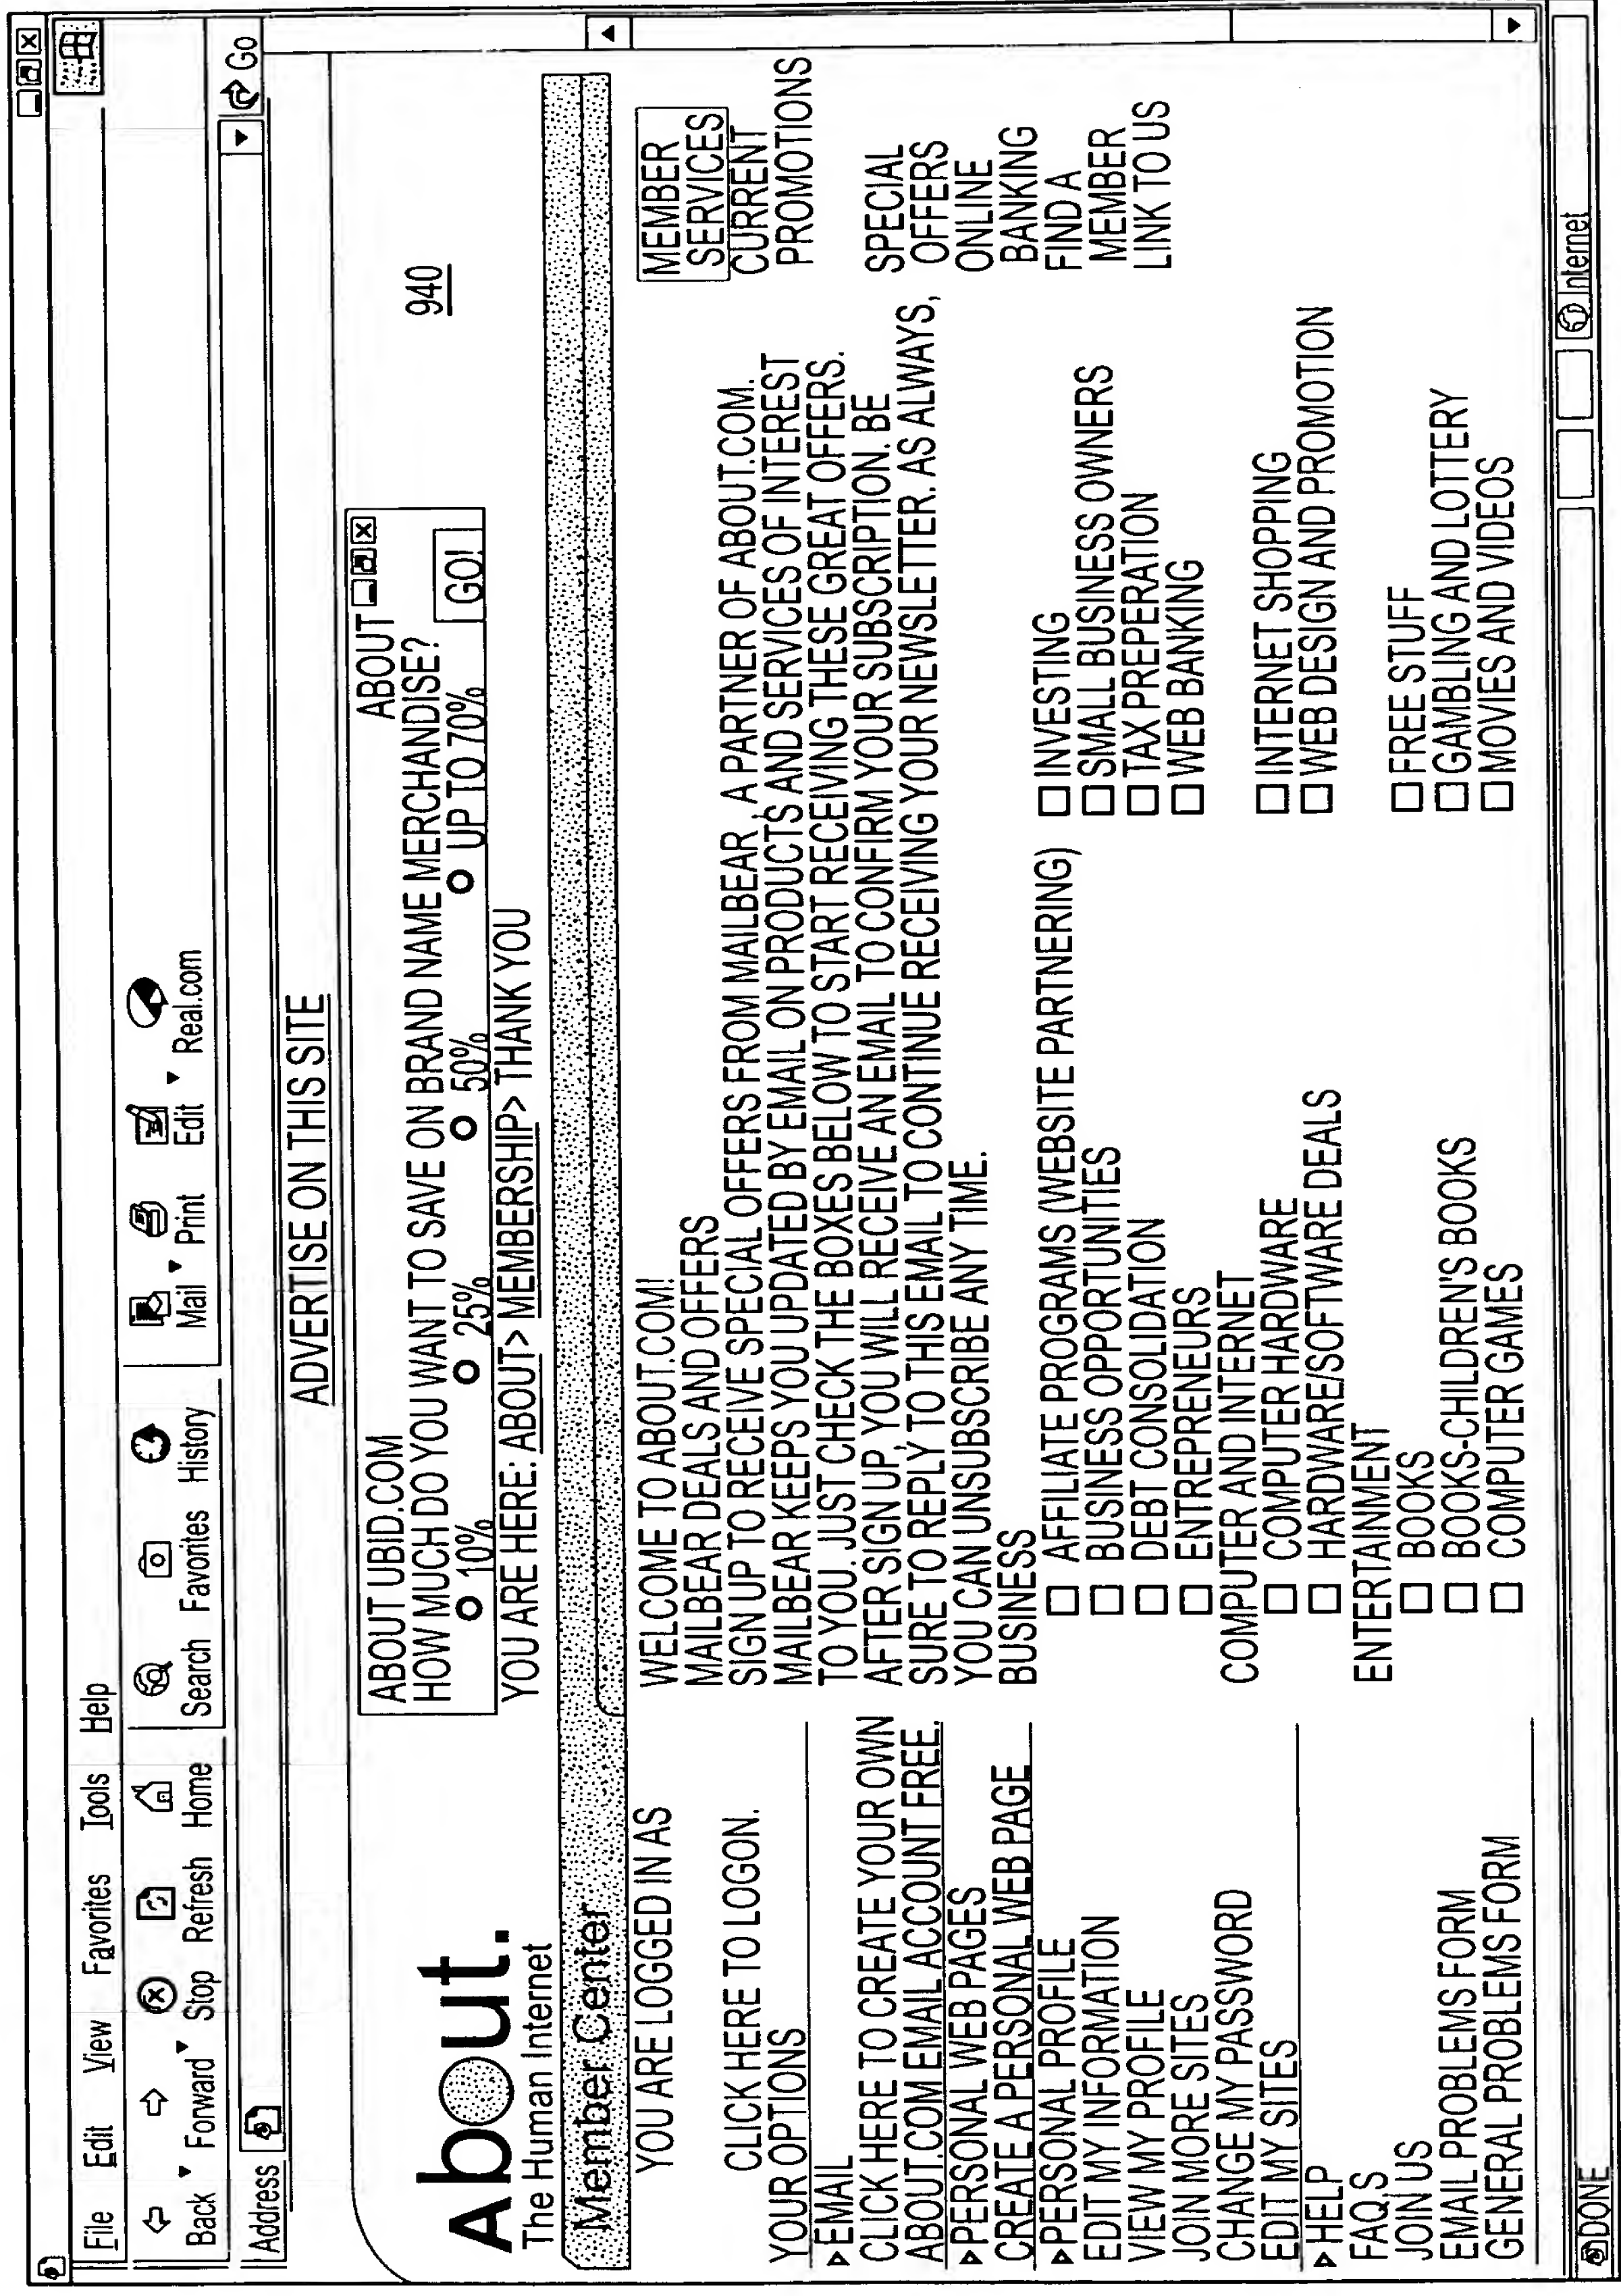 File Edit View Favorites Tools Help
Back Forward Stop Refresh Home Search Favorites History Mail Print Edit Real.com
Address Go
ADVERTISE ON THIS SITE
About.
The Human Internet
ABOUT UBID.COM ABOUT
HOW MUCH DO YOU WANT TO SAVE ON BRAND NAME MERCHANDISE?
10% 25% 50% UP TO 70% GO!
YOU ARE HERE: ABOUT> MEMBERSHIP> THANK YOU
940
Member Center
YOU ARE LOGGED IN AS
CLICK HERE TO LOGON.
YOUR OPTIONS
EMAIL
CLICK HERE TO CREATE YOUR OWN
ABOUT.COM EMAIL ACCOUNT FREE.
PERSONAL WEB PAGES
CREATE A PERSONAL WEB PAGE
PERSONAL PROFILE
EDIT MY INFORMATION
VIEW MY PROFILE
JOIN MORE SITES
CHANGE MY PASSWORD
EDIT MY SITES
HELP
FAQ'S
JOIN US
EMAIL PROBLEMS FORM
GENERAL PROBLEMS FORM
WELCOME TO ABOUT.COM!
MAILBEAR DEALS AND OFFERS
SIGN UP TO RECEIVE SPECIAL OFFERS FROM MAILBEAR, A PARTNER OF ABOUT.COM.
MAILBEAR KEEPS YOU UPDATED BY EMAIL ON PRODUCTS AND SERVICES OF INTEREST
TO YOU. JUST CHECK THE BOXES BELOW TO START RECEIVING THESE GREAT OFFERS.
AFTER SIGN UP, YOU WILL RECEIVE AN EMAIL TO CONFIRM YOUR SUBSCRIPTION. BE
SURE TO REPLY TO THIS EMAIL TO CONTINUE RECEIVING YOUR NEWSLETTER. AS ALWAYS,
YOU CAN UNSUBSCRIBE ANY TIME.
BUSINESS
AFFILIATE PROGRAMS (WEBSITE PARTNERING)
BUSINESS OPPORTUNITIES
DEBT CONSOLIDATION
ENTREPRENEURS
INVESTING
SMALL BUSINESS OWNERS
TAX PREPERATION
WEB BANKING
COMPUTER AND INTERNET
COMPUTER HARDWARE
HARDWARE/SOFTWARE DEALS
INTERNET SHOPPING
WEB DESIGN AND PROMOTION
ENTERTAINMENT
BOOKS
BOOKS-CHILDREN'S BOOKS
COMPUTER GAMES
FREE STUFF
GAMBLING AND LOTTERY
MOVIES AND VIDEOS
MEMBER
SERVICES
CURRENT
PROMOTIONS
SPECIAL
OFFERS
ONLINE
BANKING
FIND A
MEMBER
LINK TO US
DONE Internet